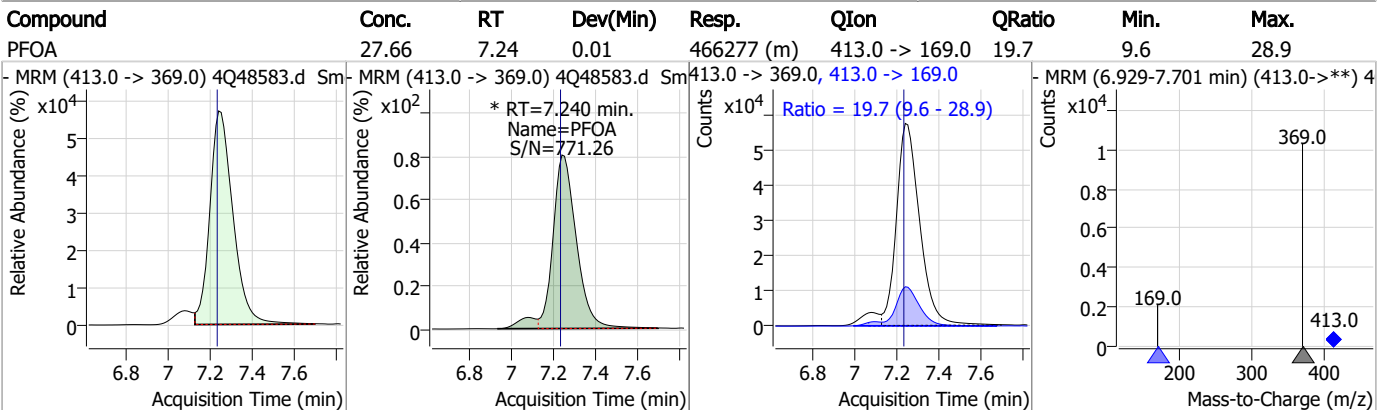 Compound Conc. RT Dev(Min) Resp. QIon QRatio Min. Max.
PFOA 27.66 7.24 0.01 466277 (m) 413.0 -> 169.0 19.7 9.6 28.9
- MRM (413.0 -> 369.0) 4Q48583.d Sm
Relative Abundance (%)
x10⁴
5
4
3
2
1
0
6.8 7 7.2 7.4 7.6
Acquisition Time (min)
- MRM (413.0 -> 369.0) 4Q48583.d Sm
Relative Abundance (%)
x10²
* RT=7.240 min.
Name=PFOA
S/N=771.26
0.8
0.6
0.4
0.2
0
6.8 7 7.2 7.4 7.6
Acquisition Time (min)
413.0 -> 369.0, 413.0 -> 169.0
Counts
x10⁴
Ratio = 19.7 (9.6 - 28.9)
5
4
3
2
1
0
6.8 7 7.2 7.4 7.6
Acquisition Time (min)
- MRM (6.929-7.701 min) (413.0->**) 4
Counts
x10⁴
369.0
1
0.8
0.6
0.4
169.0
0.2
413.0
0
200 300 400
Mass-to-Charge (m/z)